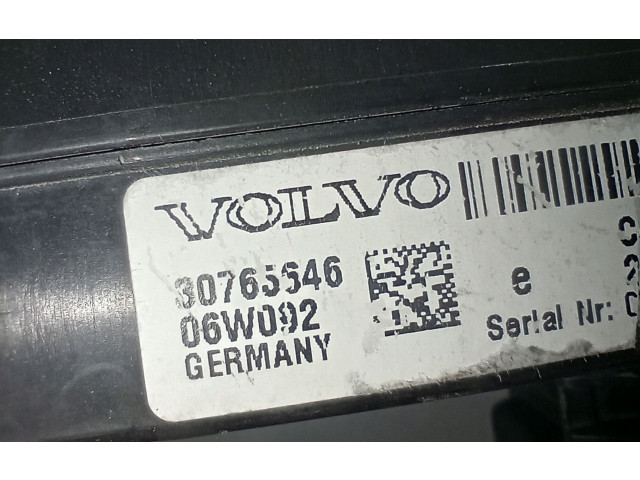 VOLVO
30765646
06W092
GERMANY
e
Serial Nr: